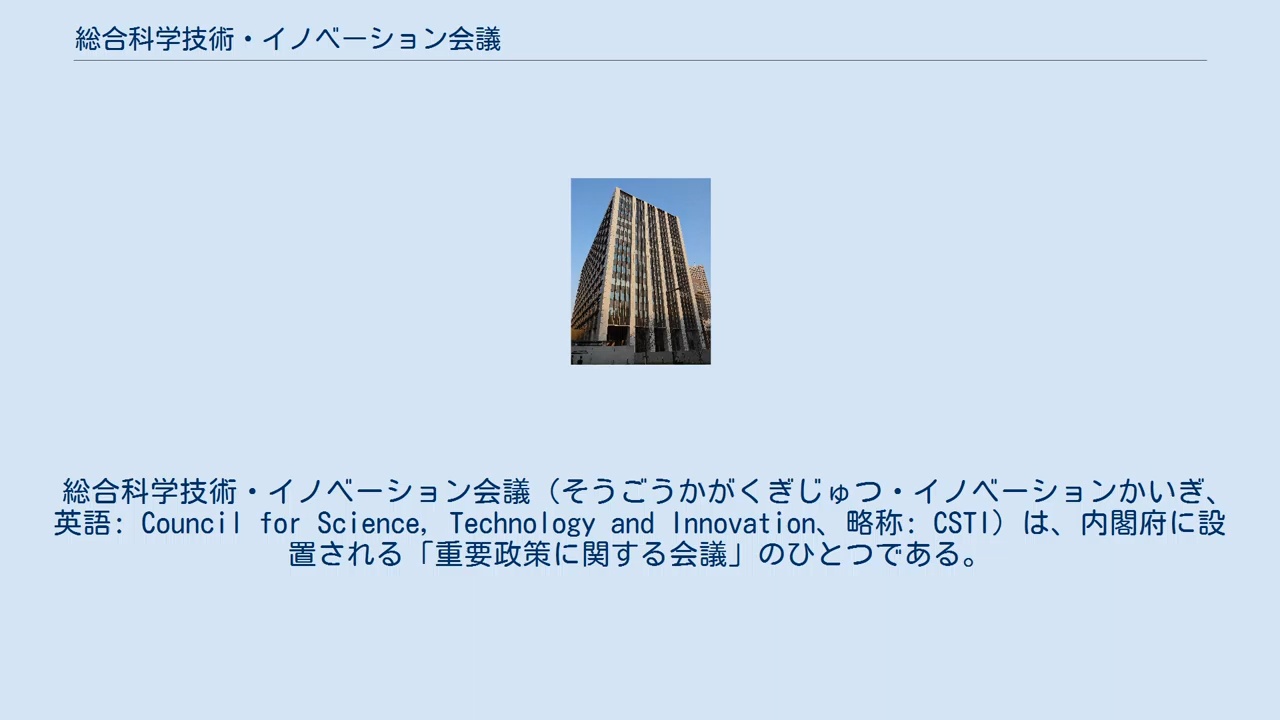 総合科学技術・イノベーション会議
総合科学技術・イノベーション会議（そうごうかがくぎじゅつ・イノベーションかいぎ、
英語: Council for Science, Technology and Innovation、略称: CSTI）は、内閣府に設
置される「重要政策に関する会議」のひとつである。